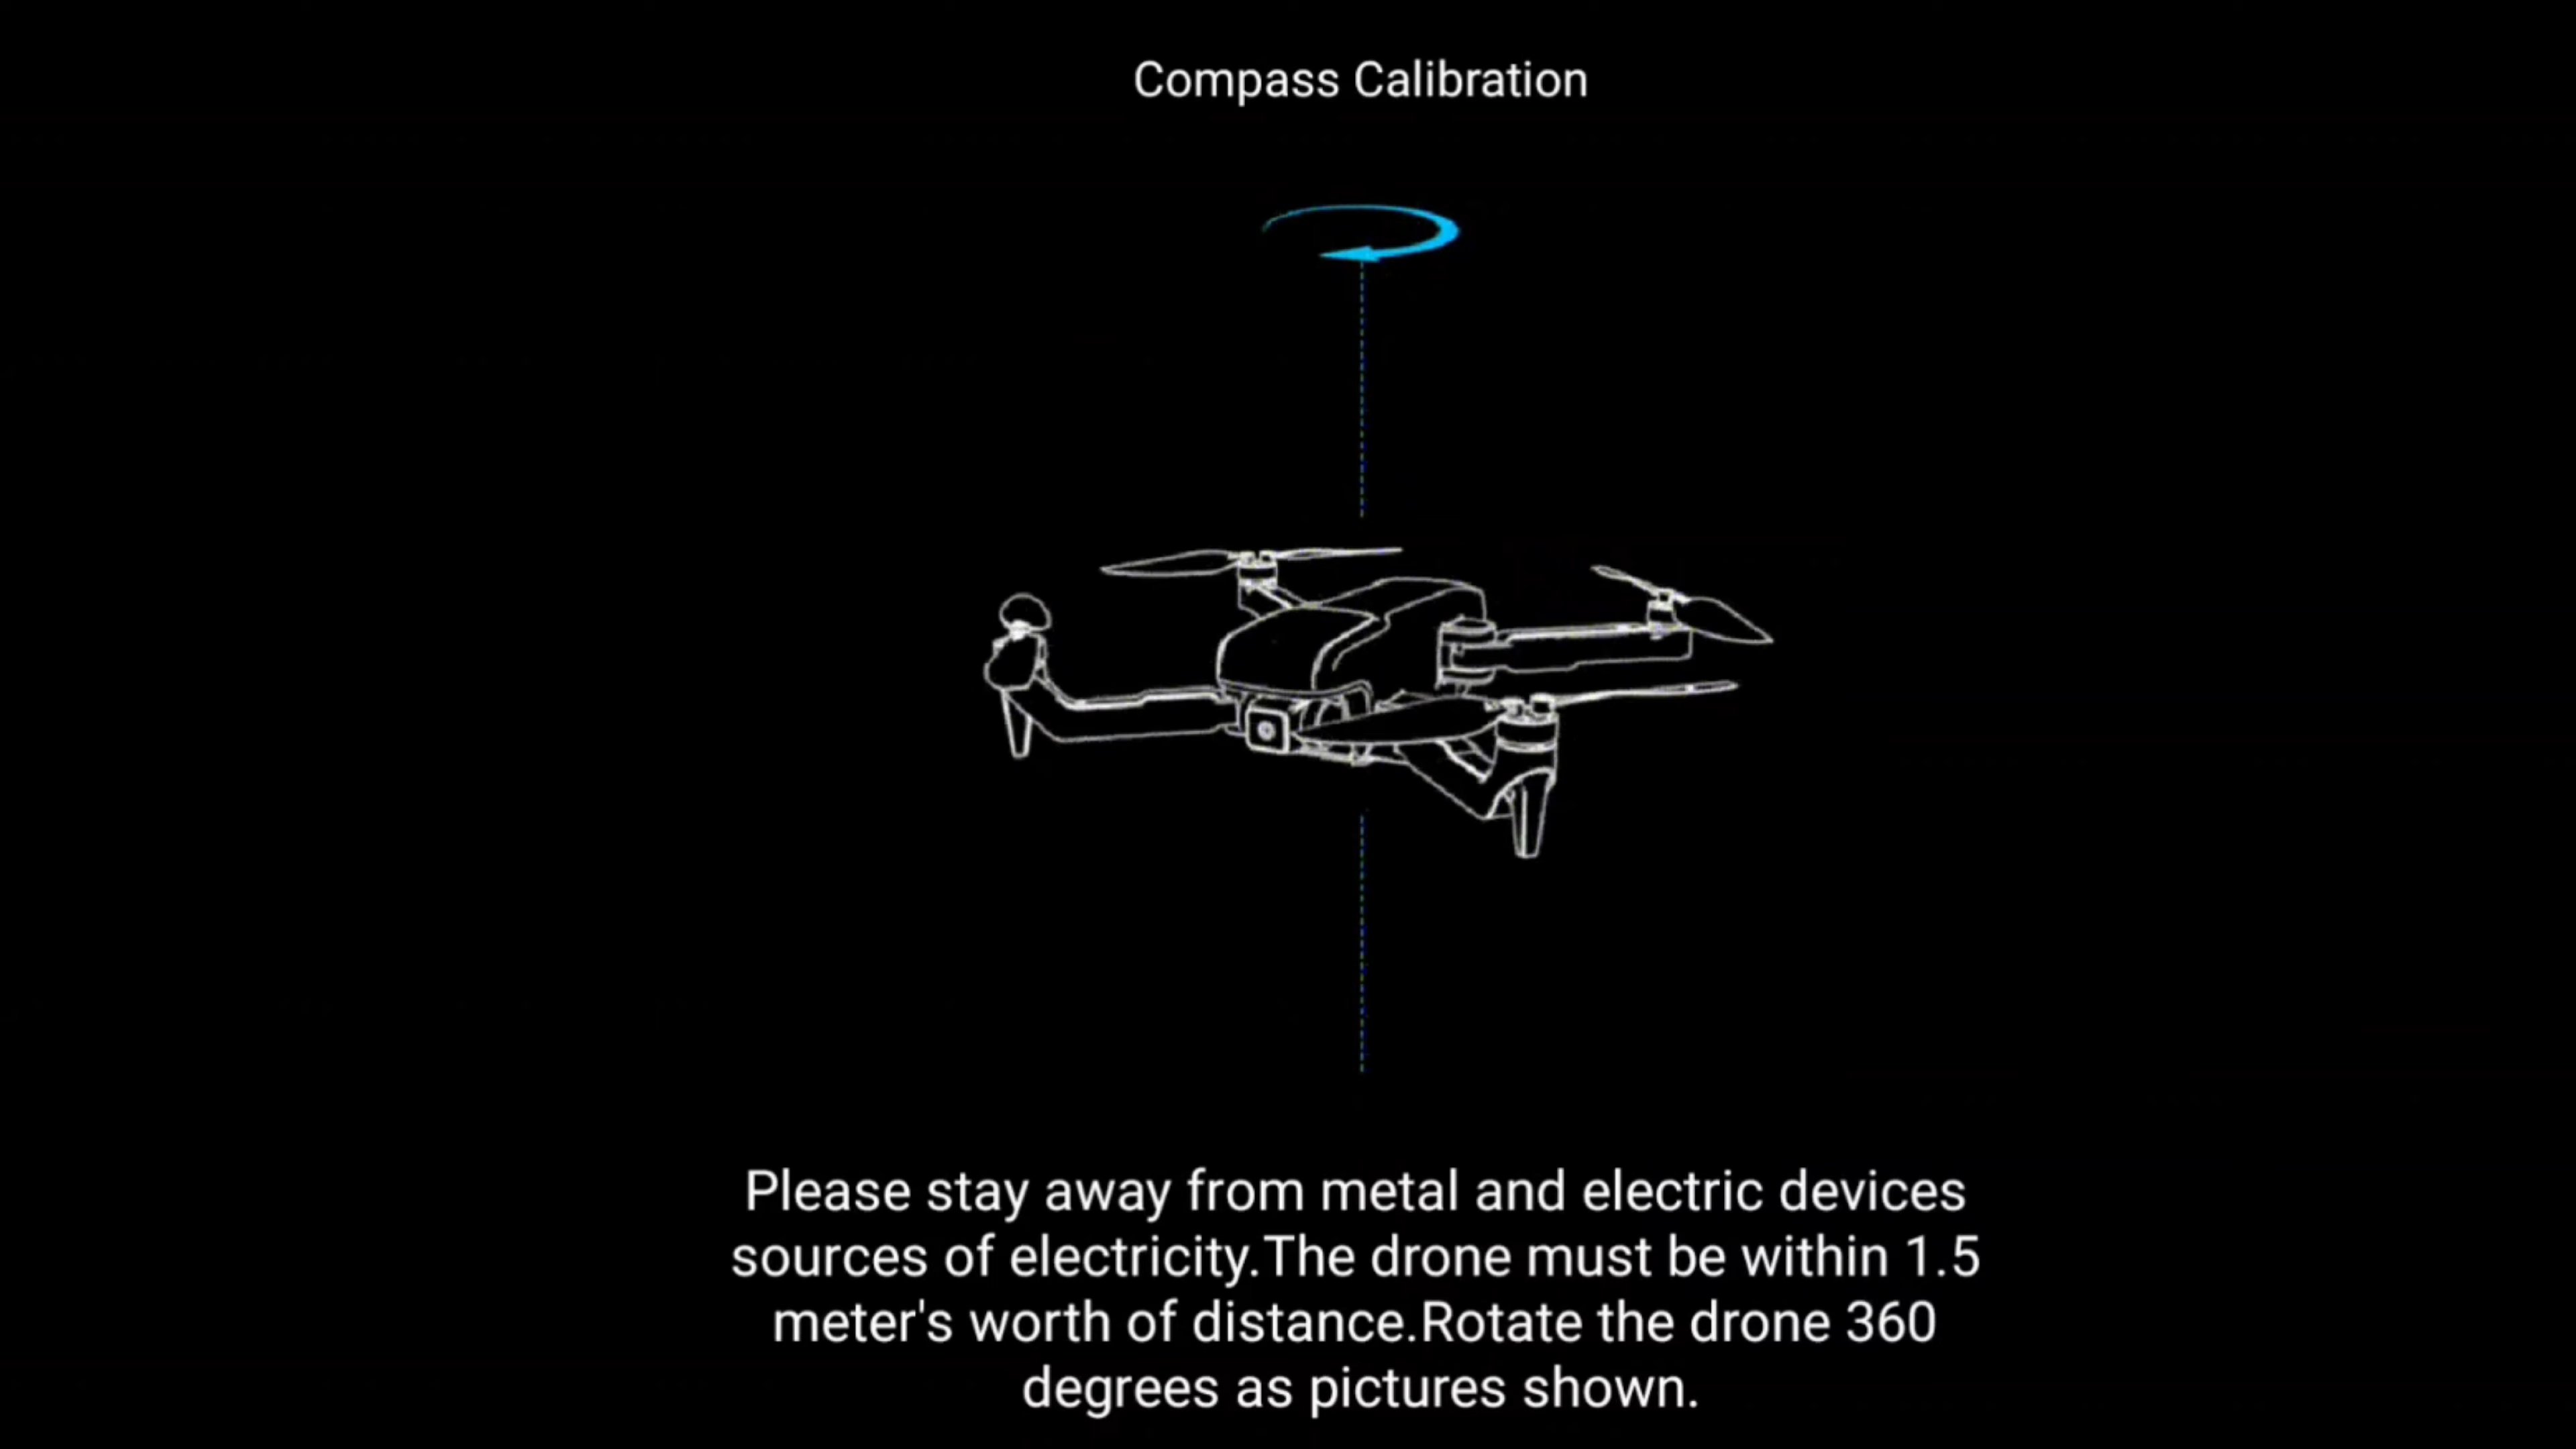 Compass Calibration
Please stay away from metal and electric devices
sources of electricity.The drone must be within 1.5
meter's worth of distance.Rotate the drone 360
degrees as pictures shown.